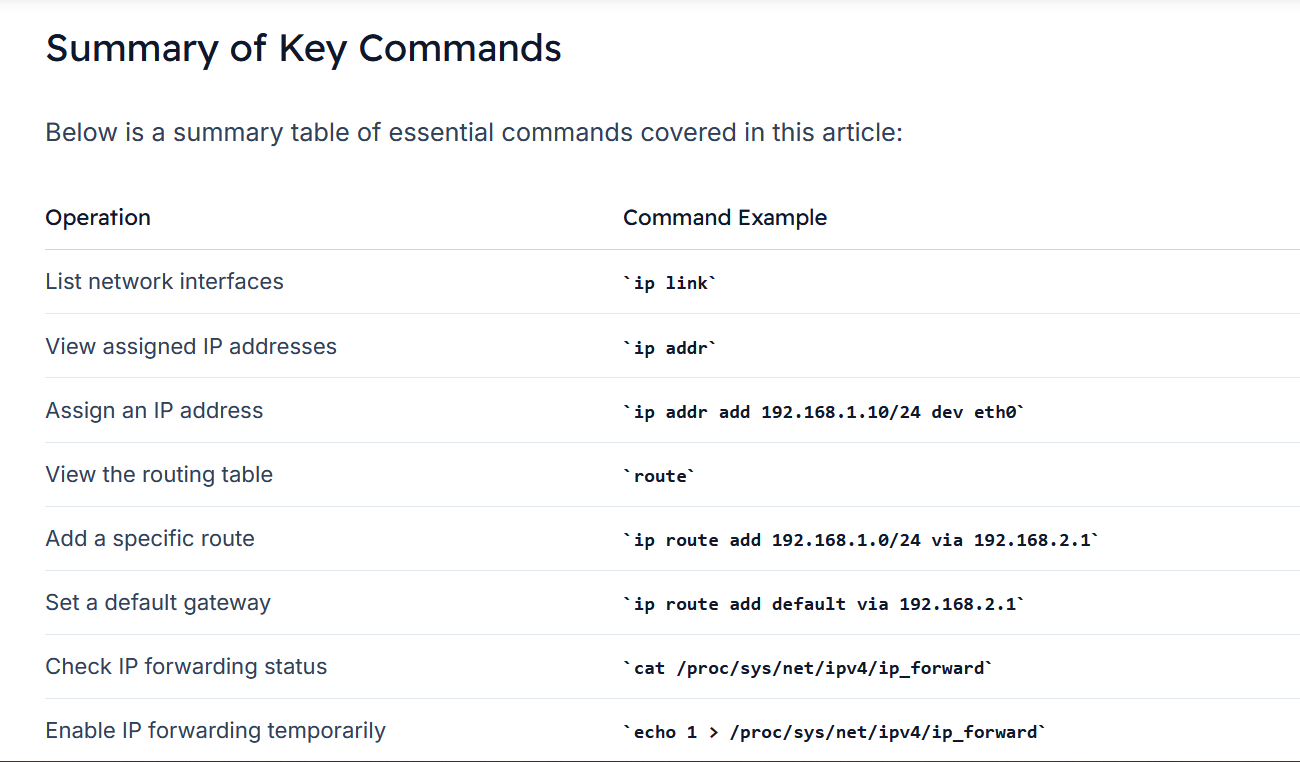 Summary of Key Commands
Below is a summary table of essential commands covered in this article:
Operation Command Example
List network interfaces `ip link`
View assigned IP addresses `ip addr`
Assign an IP address `ip addr add 192.168.1.10/24 dev eth0`
View the routing table `route`
Add a specific route `ip route add 192.168.1.0/24 via 192.168.2.1`
Set a default gateway `ip route add default via 192.168.2.1`
Check IP forwarding status `cat /proc/sys/net/ipv4/ip_forward`
Enable IP forwarding temporarily `echo 1 > /proc/sys/net/ipv4/ip_forward`